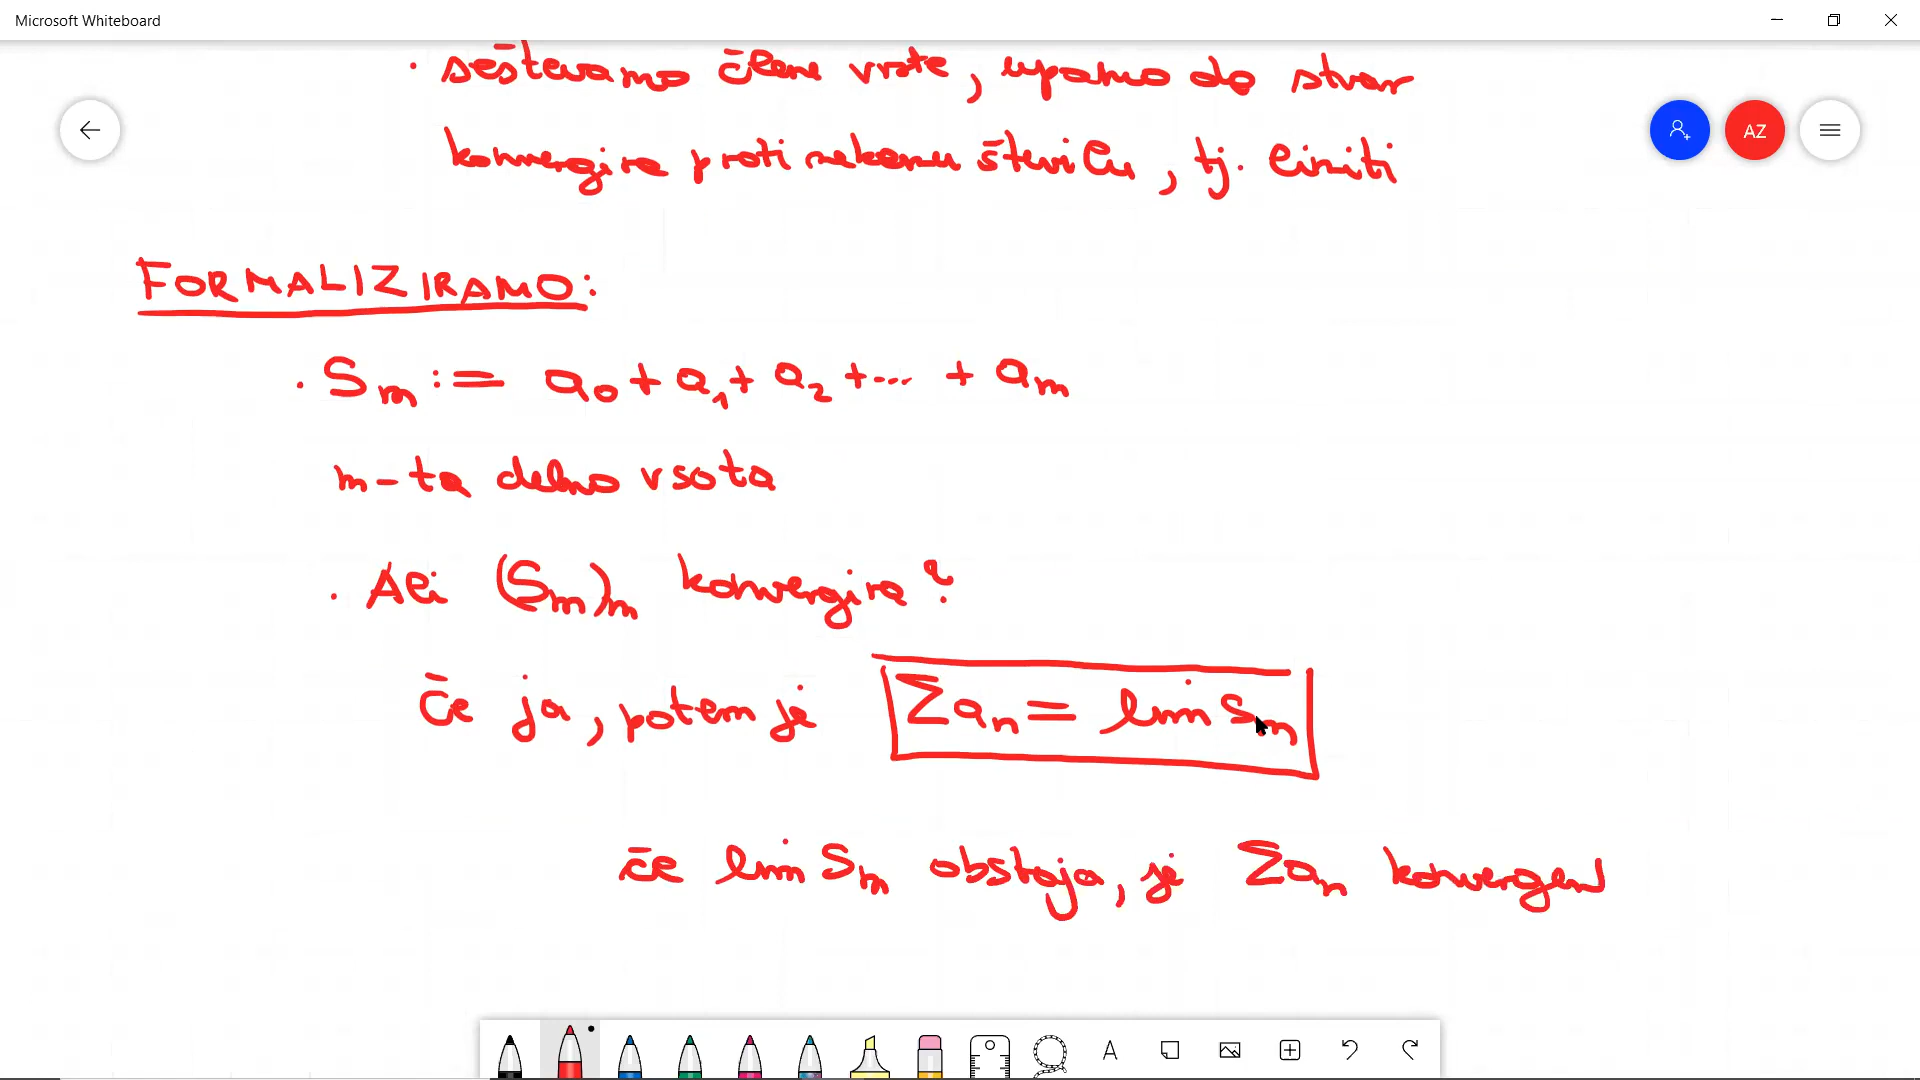 Microsoft Whiteboard
• seštevamo člene vrste, upamo da stvar
konvergira proti nekemu številu, tj. limiti
AZ
FORMALIZIRAMO:
• Sₘ := a₀ + a₁ + a₂ + ... + aₘ
m-ta delna vsota
• Ali (Sₘ)ₘ konvergira?
Če ja, potem je Σaₙ = lim Sₘ
če lim Sₘ obstaja, je Σaₙ konvergen